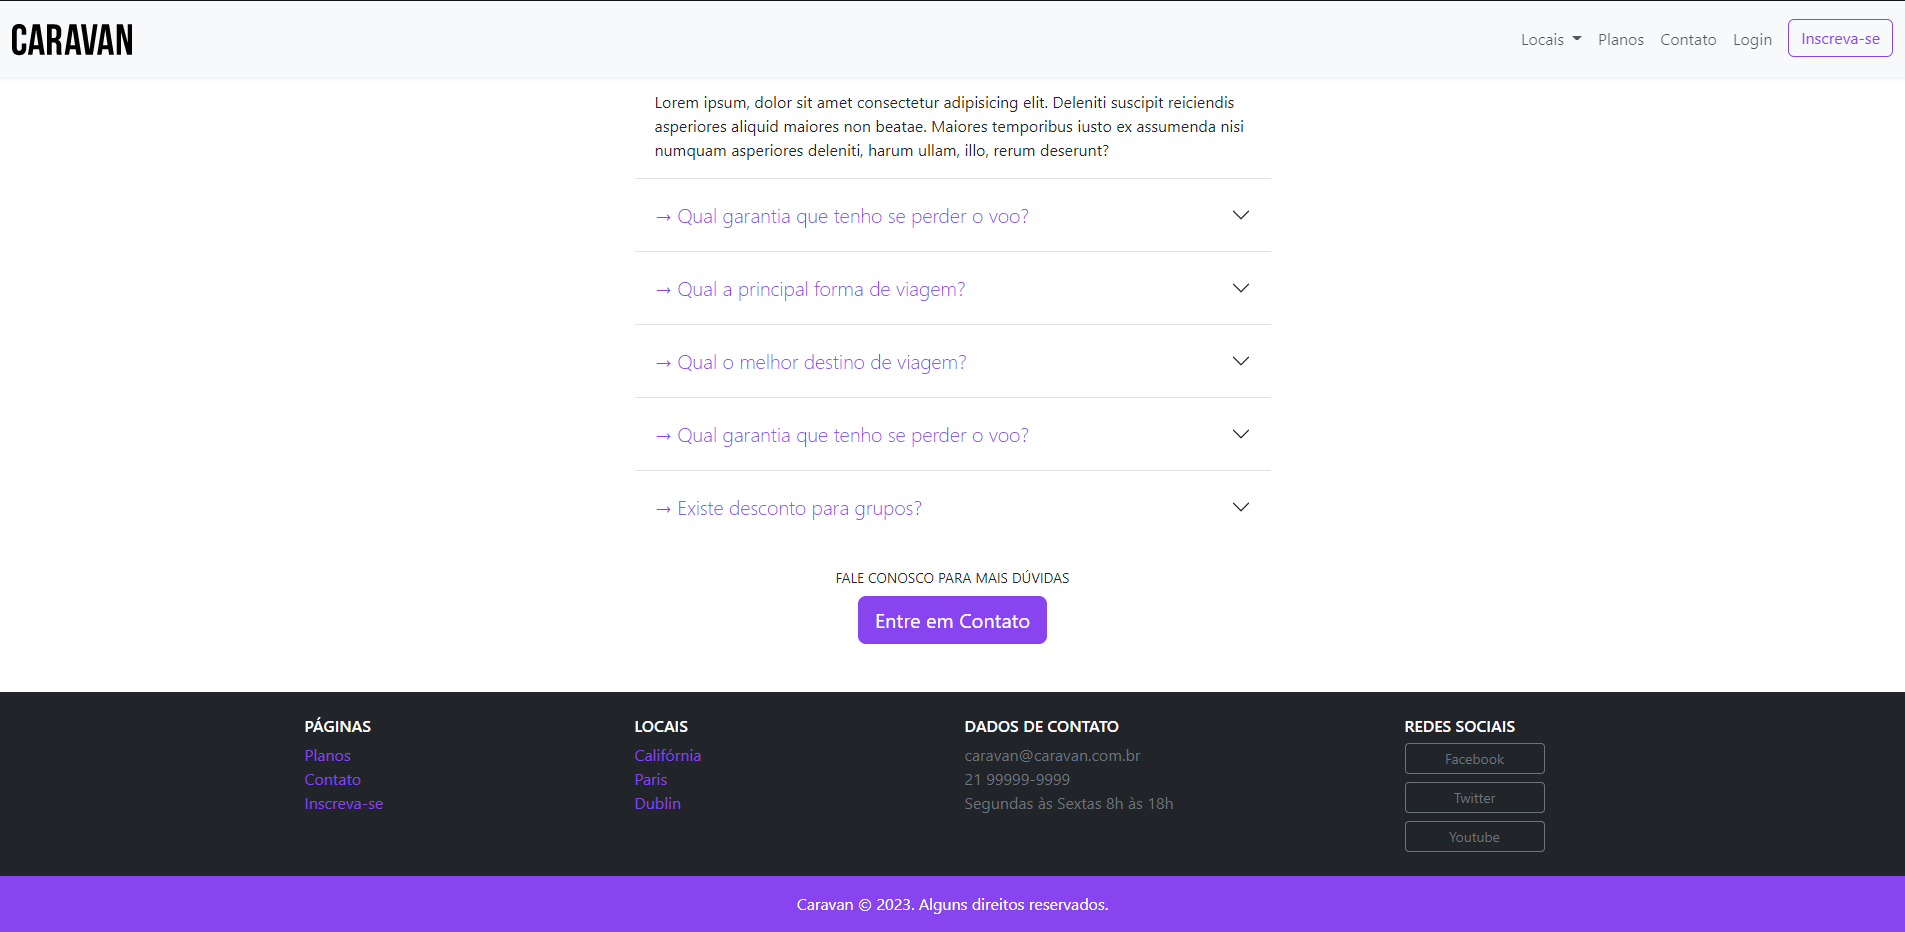 CARAVAN
Locais
Planos
Contato
Login
Inscreva-se
Lorem ipsum, dolor sit amet consectetur adipisicing elit. Deleniti suscipit reiciendis
asperiores aliquid maiores non beatae. Maiores temporibus iusto ex assumenda nisi
numquam asperiores deleniti, harum ullam, illo, rerum deserunt?
→ Qual garantia que tenho se perder o voo?
→ Qual a principal forma de viagem?
→ Qual o melhor destino de viagem?
→ Qual garantia que tenho se perder o voo?
→ Existe desconto para grupos?
FALE CONOSCO PARA MAIS DÚVIDAS
Entre em Contato
PÁGINAS
Planos
Contato
Inscreva-se
LOCAIS
Califórnia
Paris
Dublin
DADOS DE CONTATO
caravan@caravan.com.br
21 99999-9999
Segundas às Sextas 8h às 18h
REDES SOCIAIS
Facebook
Twitter
Youtube
Caravan © 2023. Alguns direitos reservados.